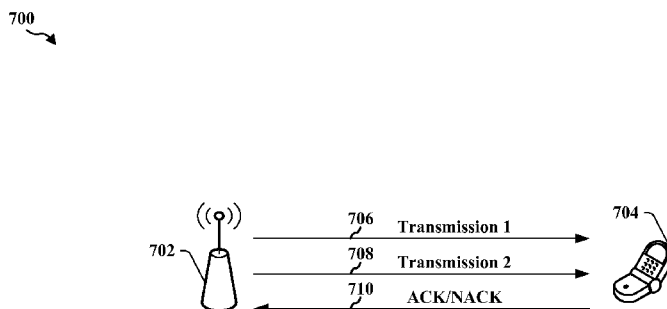 700
706 Transmission 1
704
702
708 Transmission 2
710 ACK/NACK